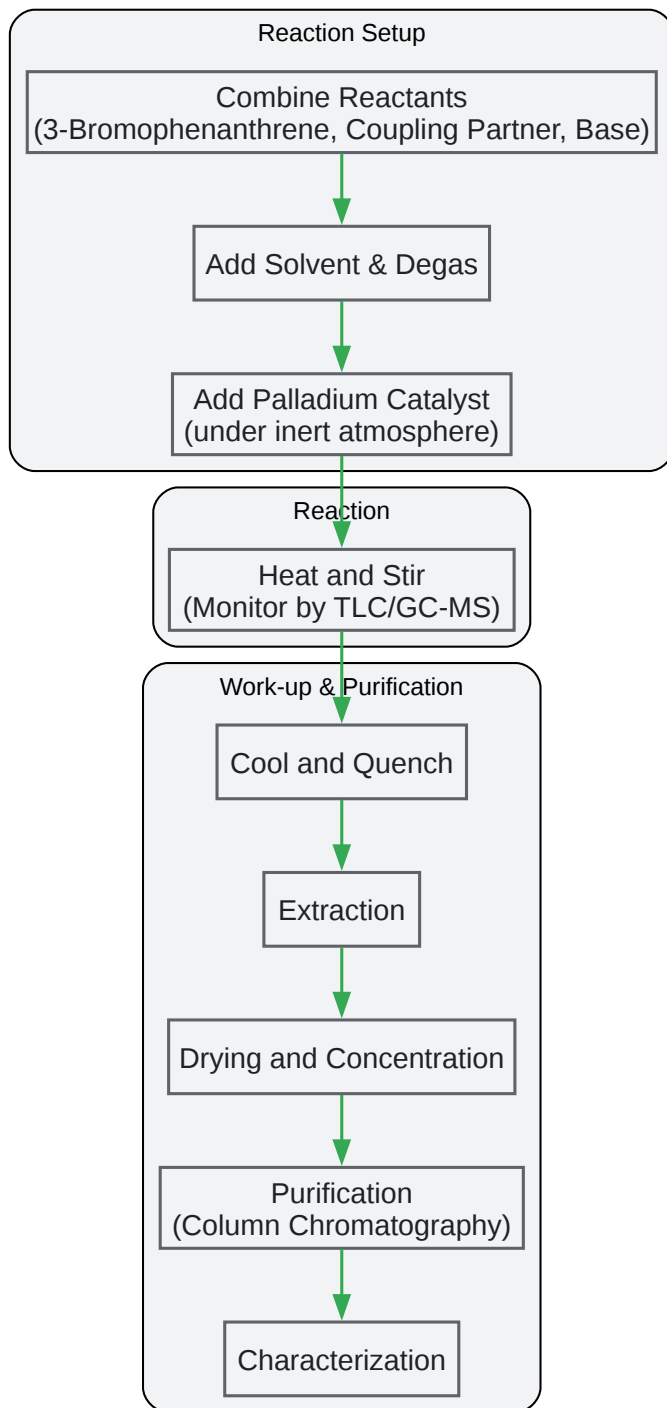 Reaction Setup
Combine Reactants
(3-Bromophenanthrene, Coupling Partner, Base)
Add Solvent & Degas
Add Palladium Catalyst
(under inert atmosphere)
Reaction
Heat and Stir
(Monitor by TLC/GC-MS)
Work-up & Purification
Cool and Quench
Extraction
Drying and Concentration
Purification
(Column Chromatography)
Characterization